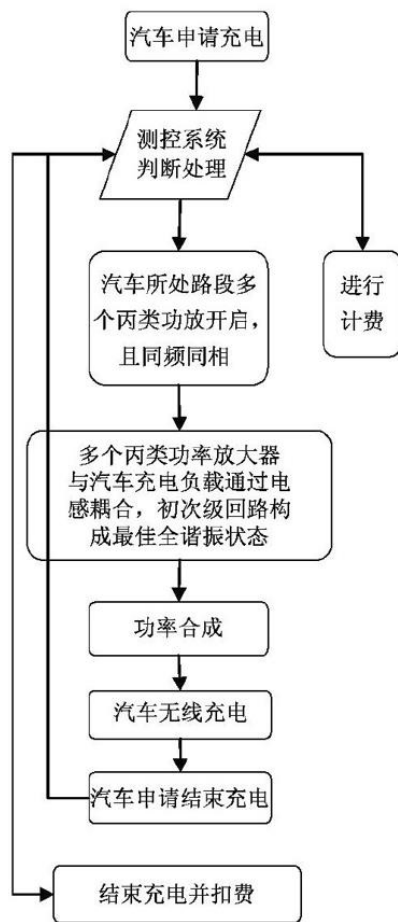 汽车申请充电
测控系统
判断处理
汽车所处路段多
个丙类功放开启，
且同频同相
进行
计费
多个丙类功率放大器
与汽车充电负载通过电
感耦合，初次级回路构
成最佳全谐振状态
功率合成
汽车无线充电
汽车申请结束充电
结束充电并扣费